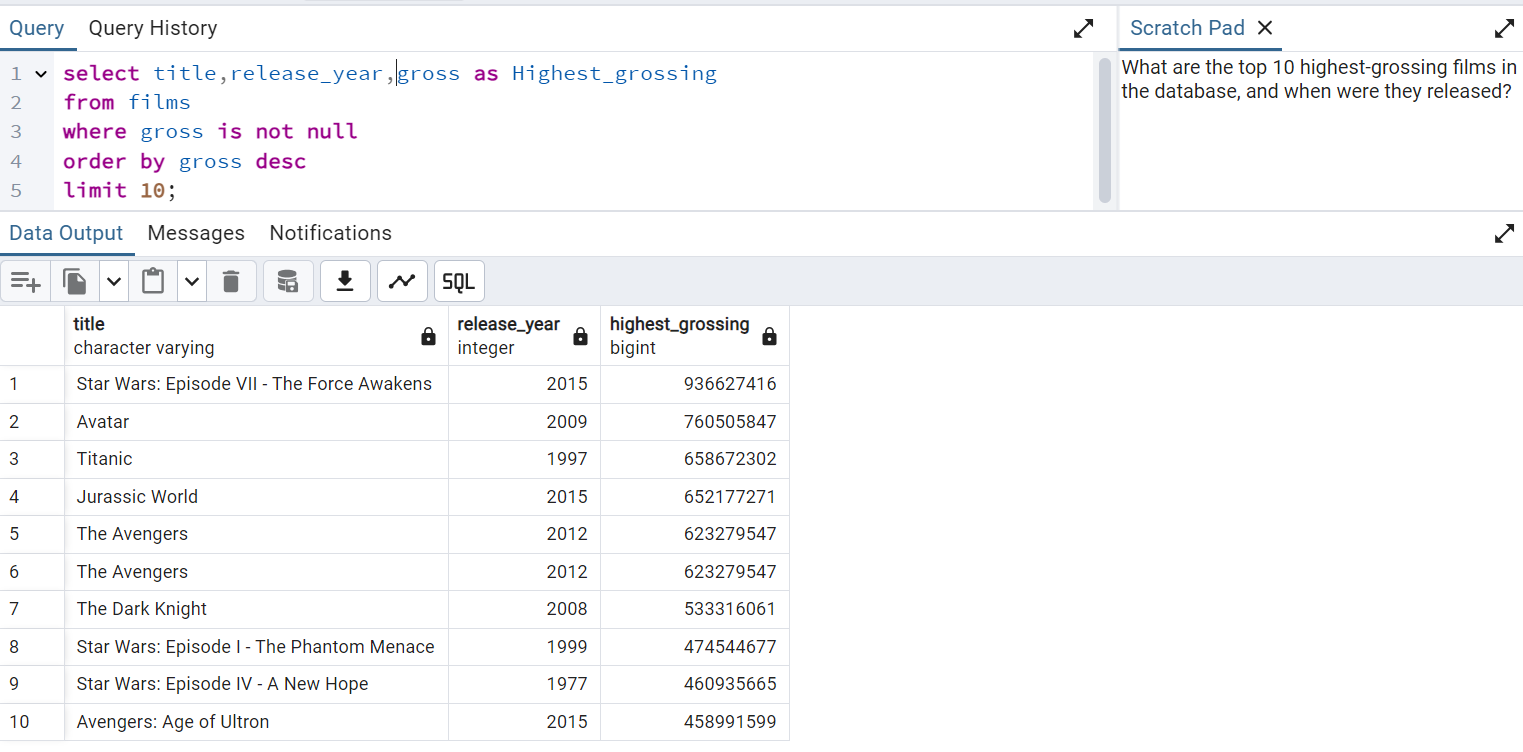 Query Query History Scratch Pad
1 select title,release_year,gross as Highest_grossing
2 from films
3 where gross is not null
4 order by gross desc
5 limit 10;
What are the top 10 highest-grossing films in
the database, and when were they released?
Data Output Messages Notifications
SQL
title release_year highest_grossing
character varying integer bigint
1 Star Wars: Episode VII - The Force Awakens 2015 936627416
2 Avatar 2009 760505847
3 Titanic 1997 658672302
4 Jurassic World 2015 652177271
5 The Avengers 2012 623279547
6 The Avengers 2012 623279547
7 The Dark Knight 2008 533316061
8 Star Wars: Episode I - The Phantom Menace 1999 474544677
9 Star Wars: Episode IV - A New Hope 1977 460935665
10 Avengers: Age of Ultron 2015 458991599